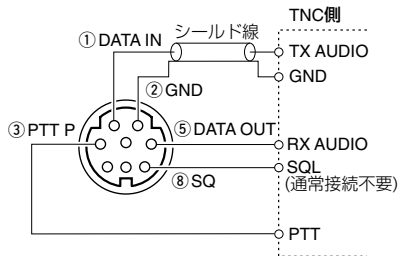 TNC側
シールド線
① DATA IN
TX AUDIO
② GND
GND
③ PTT P
⑤ DATA OUT
RX AUDIO
⑧ SQ
SQL
(通常接続不要)
PTT